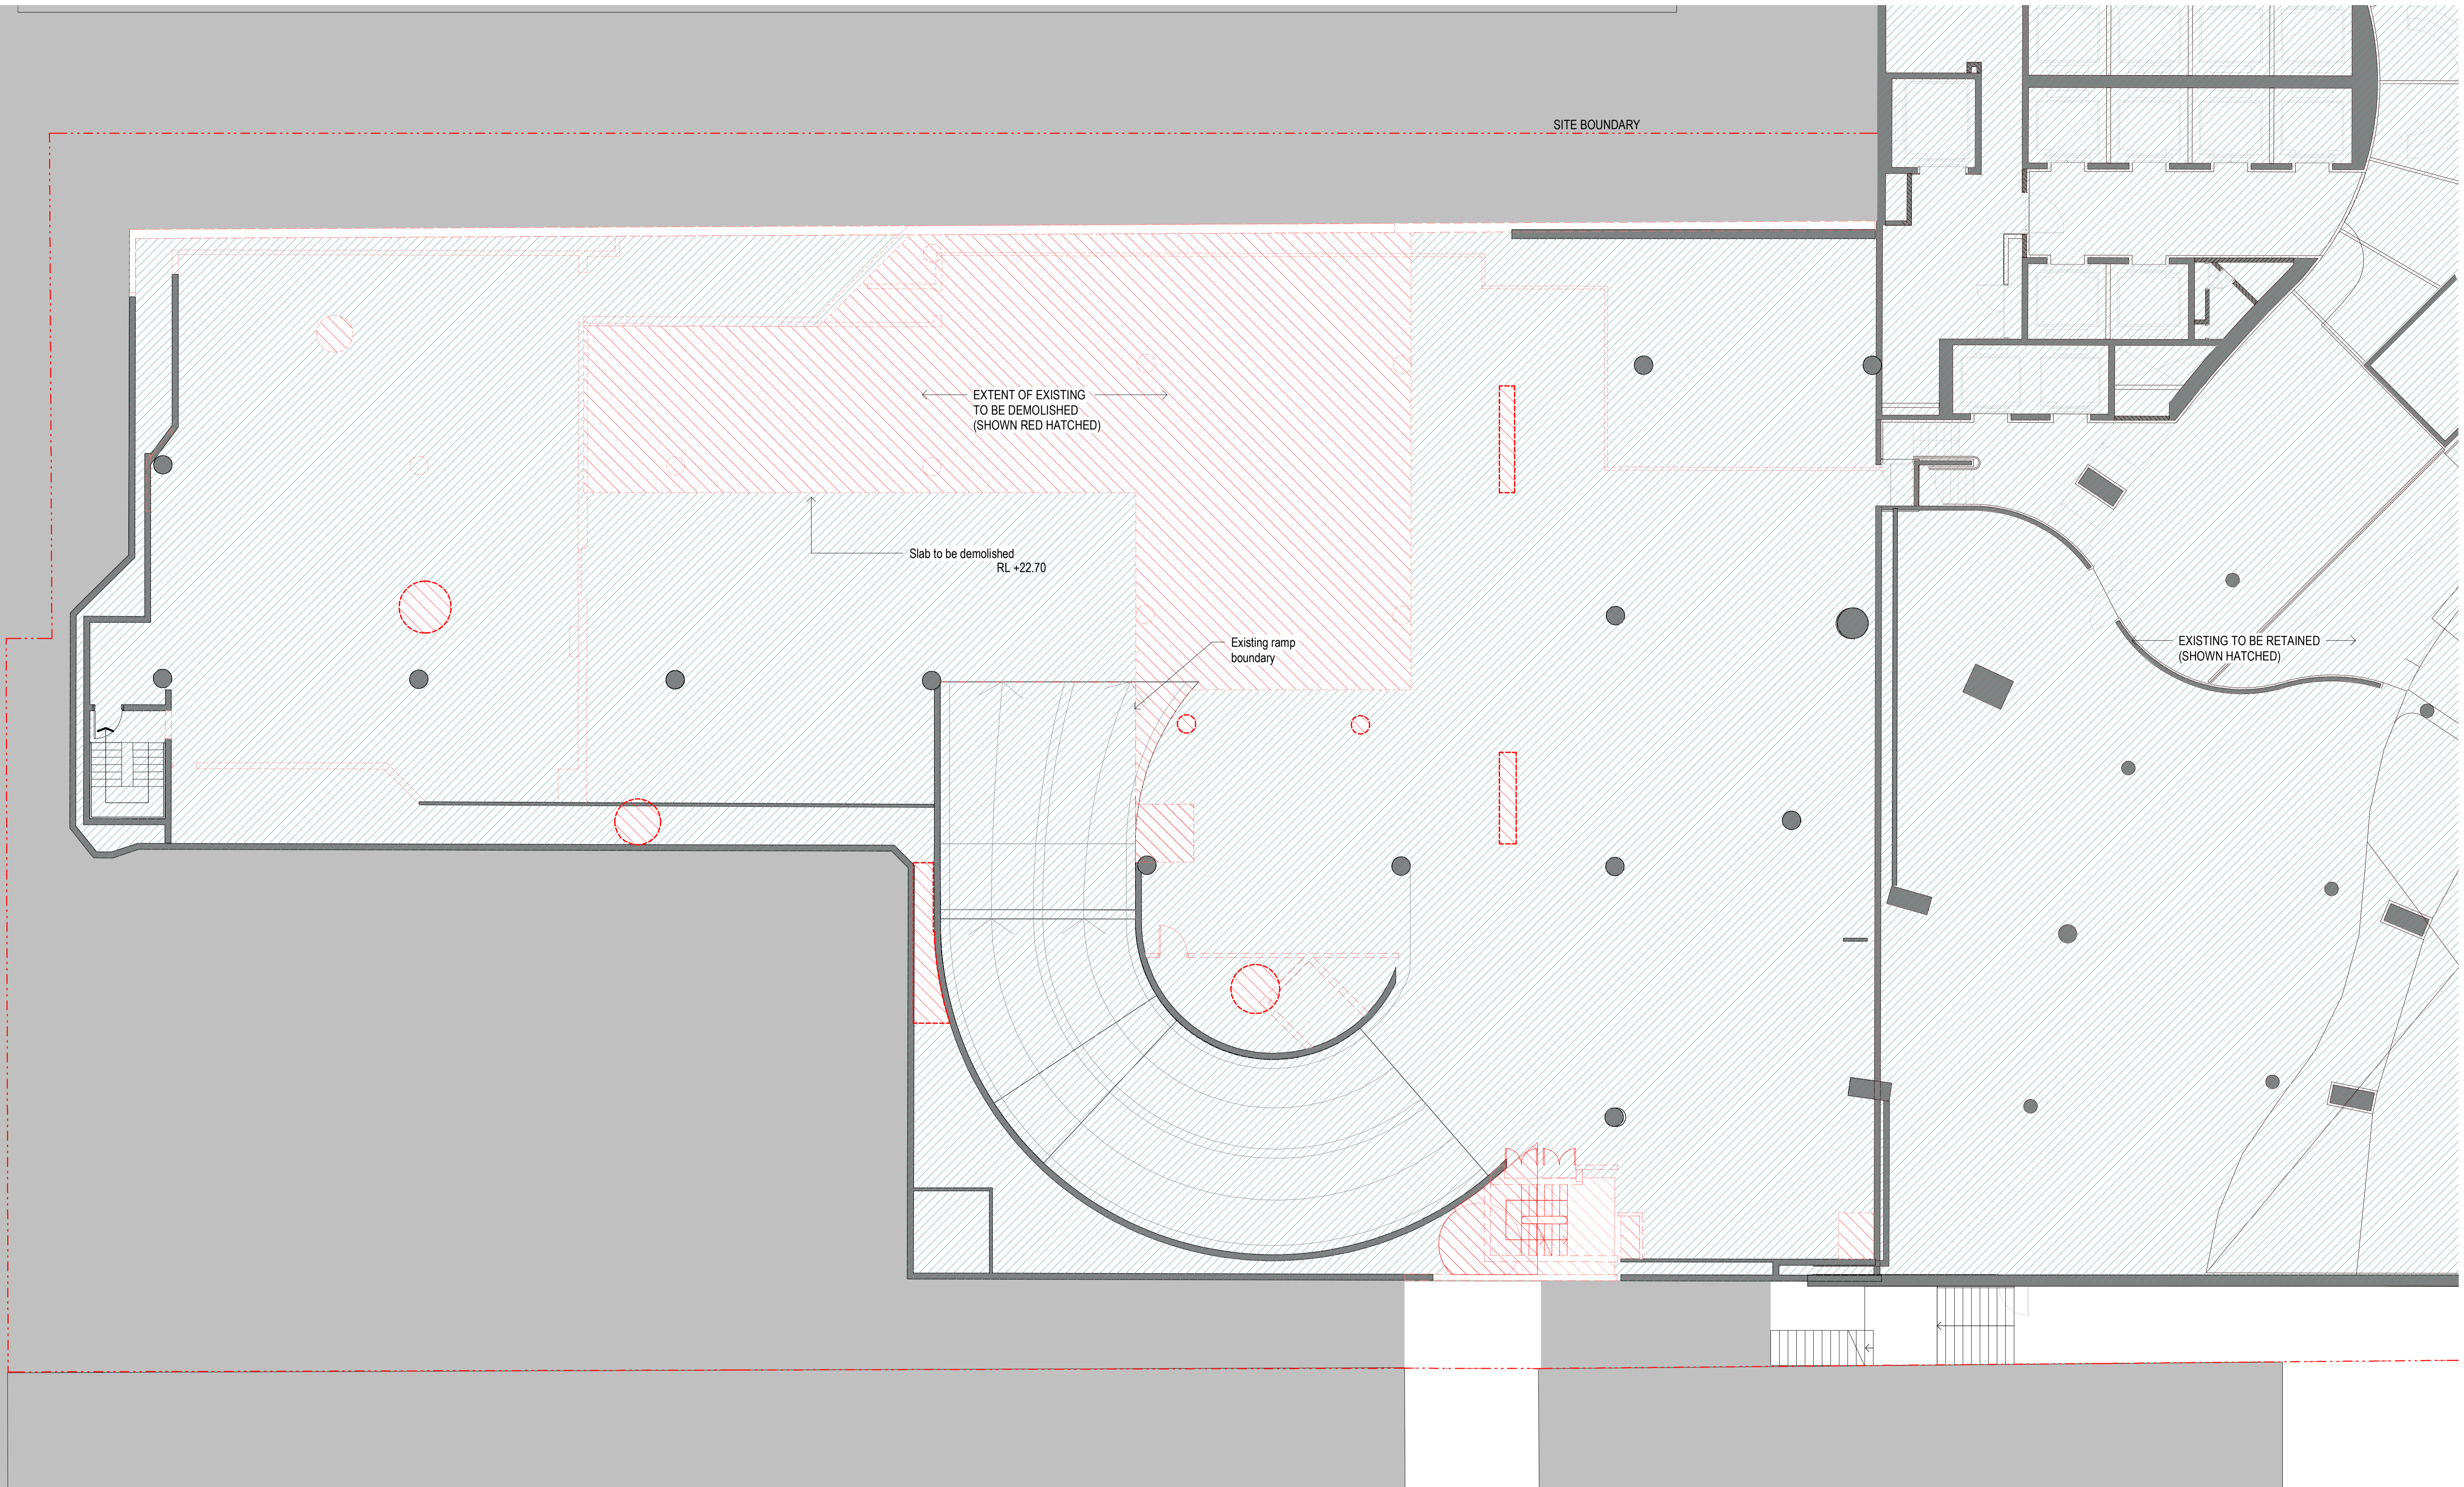 SITE BOUNDARY
EXTENT OF EXISTING
TO BE DEMOLISHED
(SHOWN RED HATCHED)
Slab to be demolished
RL +22.70
Existing ramp
boundary
EXISTING TO BE RETAINED
(SHOWN HATCHED)